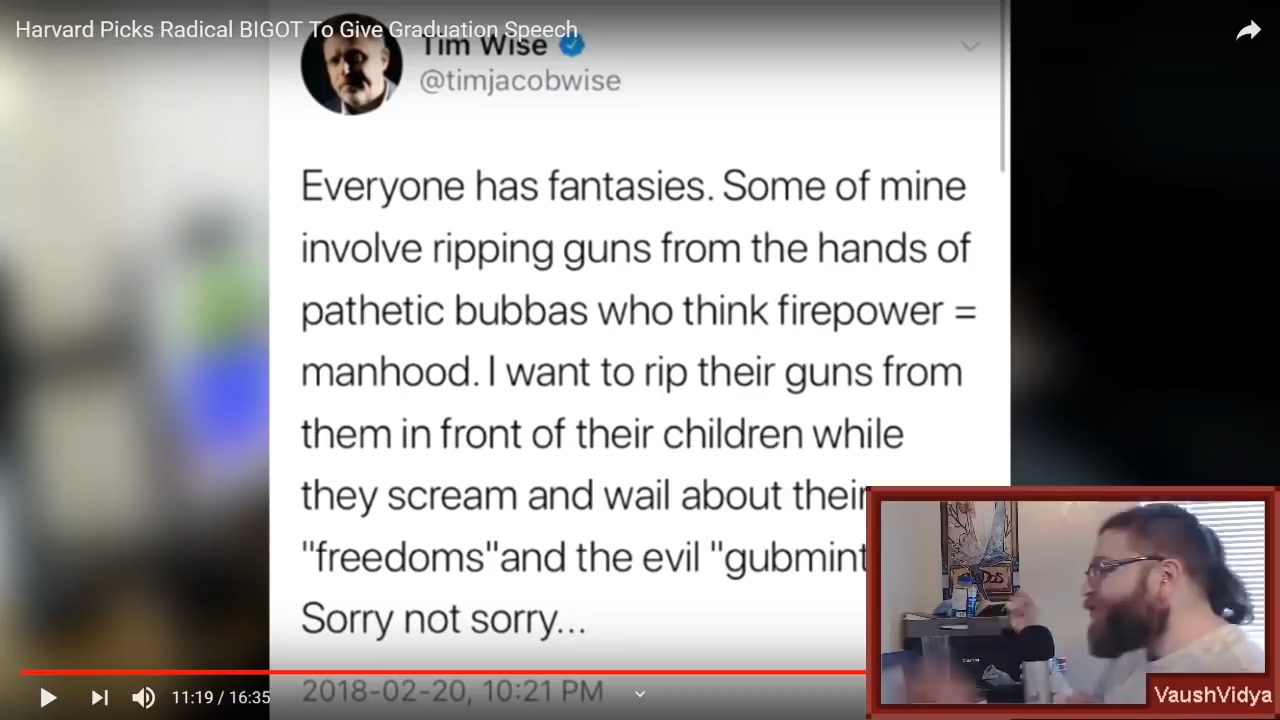 Harvard Picks Radical BIGOT To Give Graduation Speech
Tim Wise
@timjacobwise
Everyone has fantasies. Some of mine
involve ripping guns from the hands of
pathetic bubbas who think firepower =
manhood. I want to rip their guns from
them in front of their children while
they scream and wail about their
"freedoms"and the evil "gubmint
Sorry not sorry...
2018-02-20, 10:21 PM
11:19 / 16:35
DoS
Canon
VaushVidya